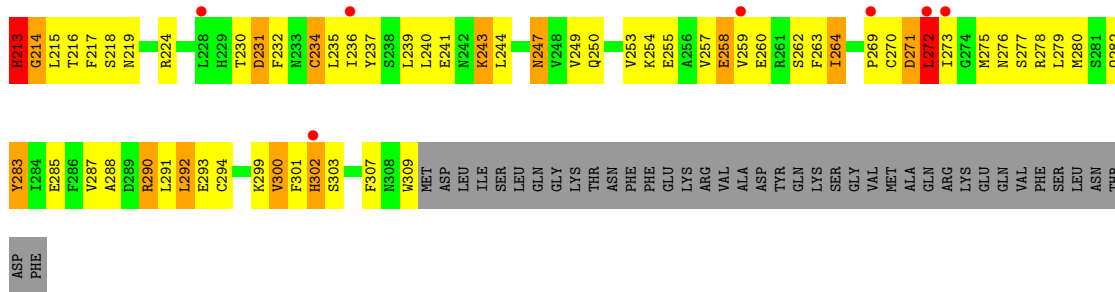 H213 G214 L215 T216 F217 S218 N219 R224 L228 H229 T230 D231 F232 N233 C234 L235 I236 Y237 S238 L239 L240 E241 N242 K243 L244 N247 V248 V249 Q250 V253 K254 E255 A256 V257 E258 V259 E260 R261 S262 F263 I264 P269 C270 D271 L272 I273 G274 M275 N276 S277 R278 L279 M280 S281
Y283 I284 E285 F286 V287 A288 D289 R290 L291 L292 E293 C294 K299 V300 F301 H302 S303 F307 N308 W309 MET ASP LEU ILE SER LEU GLN GLY LYS THR ASN PHE PHE GLU LYS ARG VAL ALA ASP TYR GLN LYS SER GLY VAL MET ALA GLN ARG LYS GLU GLN VAL PHE SER LEU ASN THR
ASP PHE